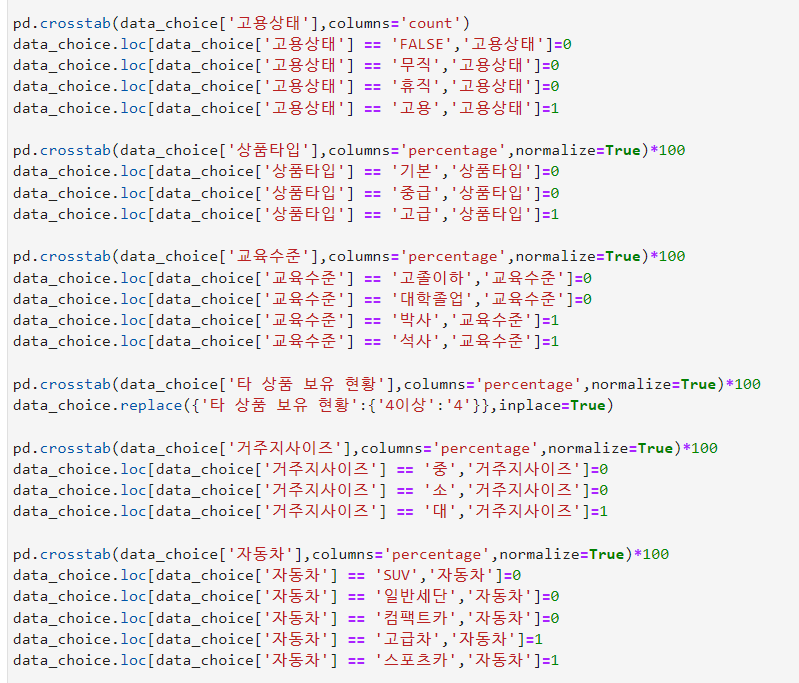 pd.crosstab(data_choice['고용상태'],columns='count')
data_choice.loc[data_choice['고용상태'] == 'FALSE','고용상태']=0
data_choice.loc[data_choice['고용상태'] == '무직','고용상태']=0
data_choice.loc[data_choice['고용상태'] == '휴직','고용상태']=0
data_choice.loc[data_choice['고용상태'] == '고용','고용상태']=1
pd.crosstab(data_choice['상품타입'],columns='percentage',normalize=True)*100
data_choice.loc[data_choice['상품타입'] == '기본','상품타입']=0
data_choice.loc[data_choice['상품타입'] == '중급','상품타입']=0
data_choice.loc[data_choice['상품타입'] == '고급','상품타입']=1
pd.crosstab(data_choice['교육수준'],columns='percentage',normalize=True)*100
data_choice.loc[data_choice['교육수준'] == '고졸이하','교육수준']=0
data_choice.loc[data_choice['교육수준'] == '대학졸업','교육수준']=0
data_choice.loc[data_choice['교육수준'] == '박사','교육수준']=1
data_choice.loc[data_choice['교육수준'] == '석사','교육수준']=1
pd.crosstab(data_choice['타 상품 보유 현황'],columns='percentage',normalize=True)*100
data_choice.replace({'타 상품 보유 현황':{'4이상':'4'}},inplace=True)
pd.crosstab(data_choice['거주지사이즈'],columns='percentage',normalize=True)*100
data_choice.loc[data_choice['거주지사이즈'] == '중','거주지사이즈']=0
data_choice.loc[data_choice['거주지사이즈'] == '소','거주지사이즈']=0
data_choice.loc[data_choice['거주지사이즈'] == '대','거주지사이즈']=1
pd.crosstab(data_choice['자동차'],columns='percentage',normalize=True)*100
data_choice.loc[data_choice['자동차'] == 'SUV','자동차']=0
data_choice.loc[data_choice['자동차'] == '일반세단','자동차']=0
data_choice.loc[data_choice['자동차'] == '컴팩트카','자동차']=0
data_choice.loc[data_choice['자동차'] == '고급차','자동차']=1
data_choice.loc[data_choice['자동차'] == '스포츠카','자동차']=1